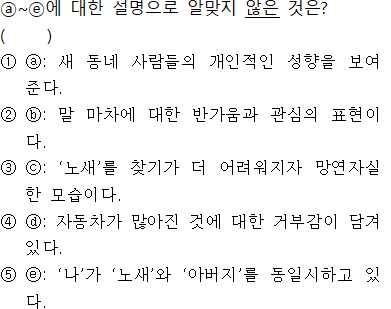 ⓐ~ⓔ에 대한 설명으로 알맞지 않은 것은?
(          )
① ⓐ: 새 동네 사람들의 개인적인 성향을 보여
준다.
② ⓑ: 말 마차에 대한 반가움과 관심의 표현이
다.
③ ⓒ: ‘노새’를 찾기가 더 어려워지자 망연자실
한 모습이다.
④ ⓓ: 자동차가 많아진 것에 대한 거부감이 담겨
있다.
⑤ ⓔ: ‘나’가 ‘노새’와 ‘아버지’를 동일시하고 있
다.